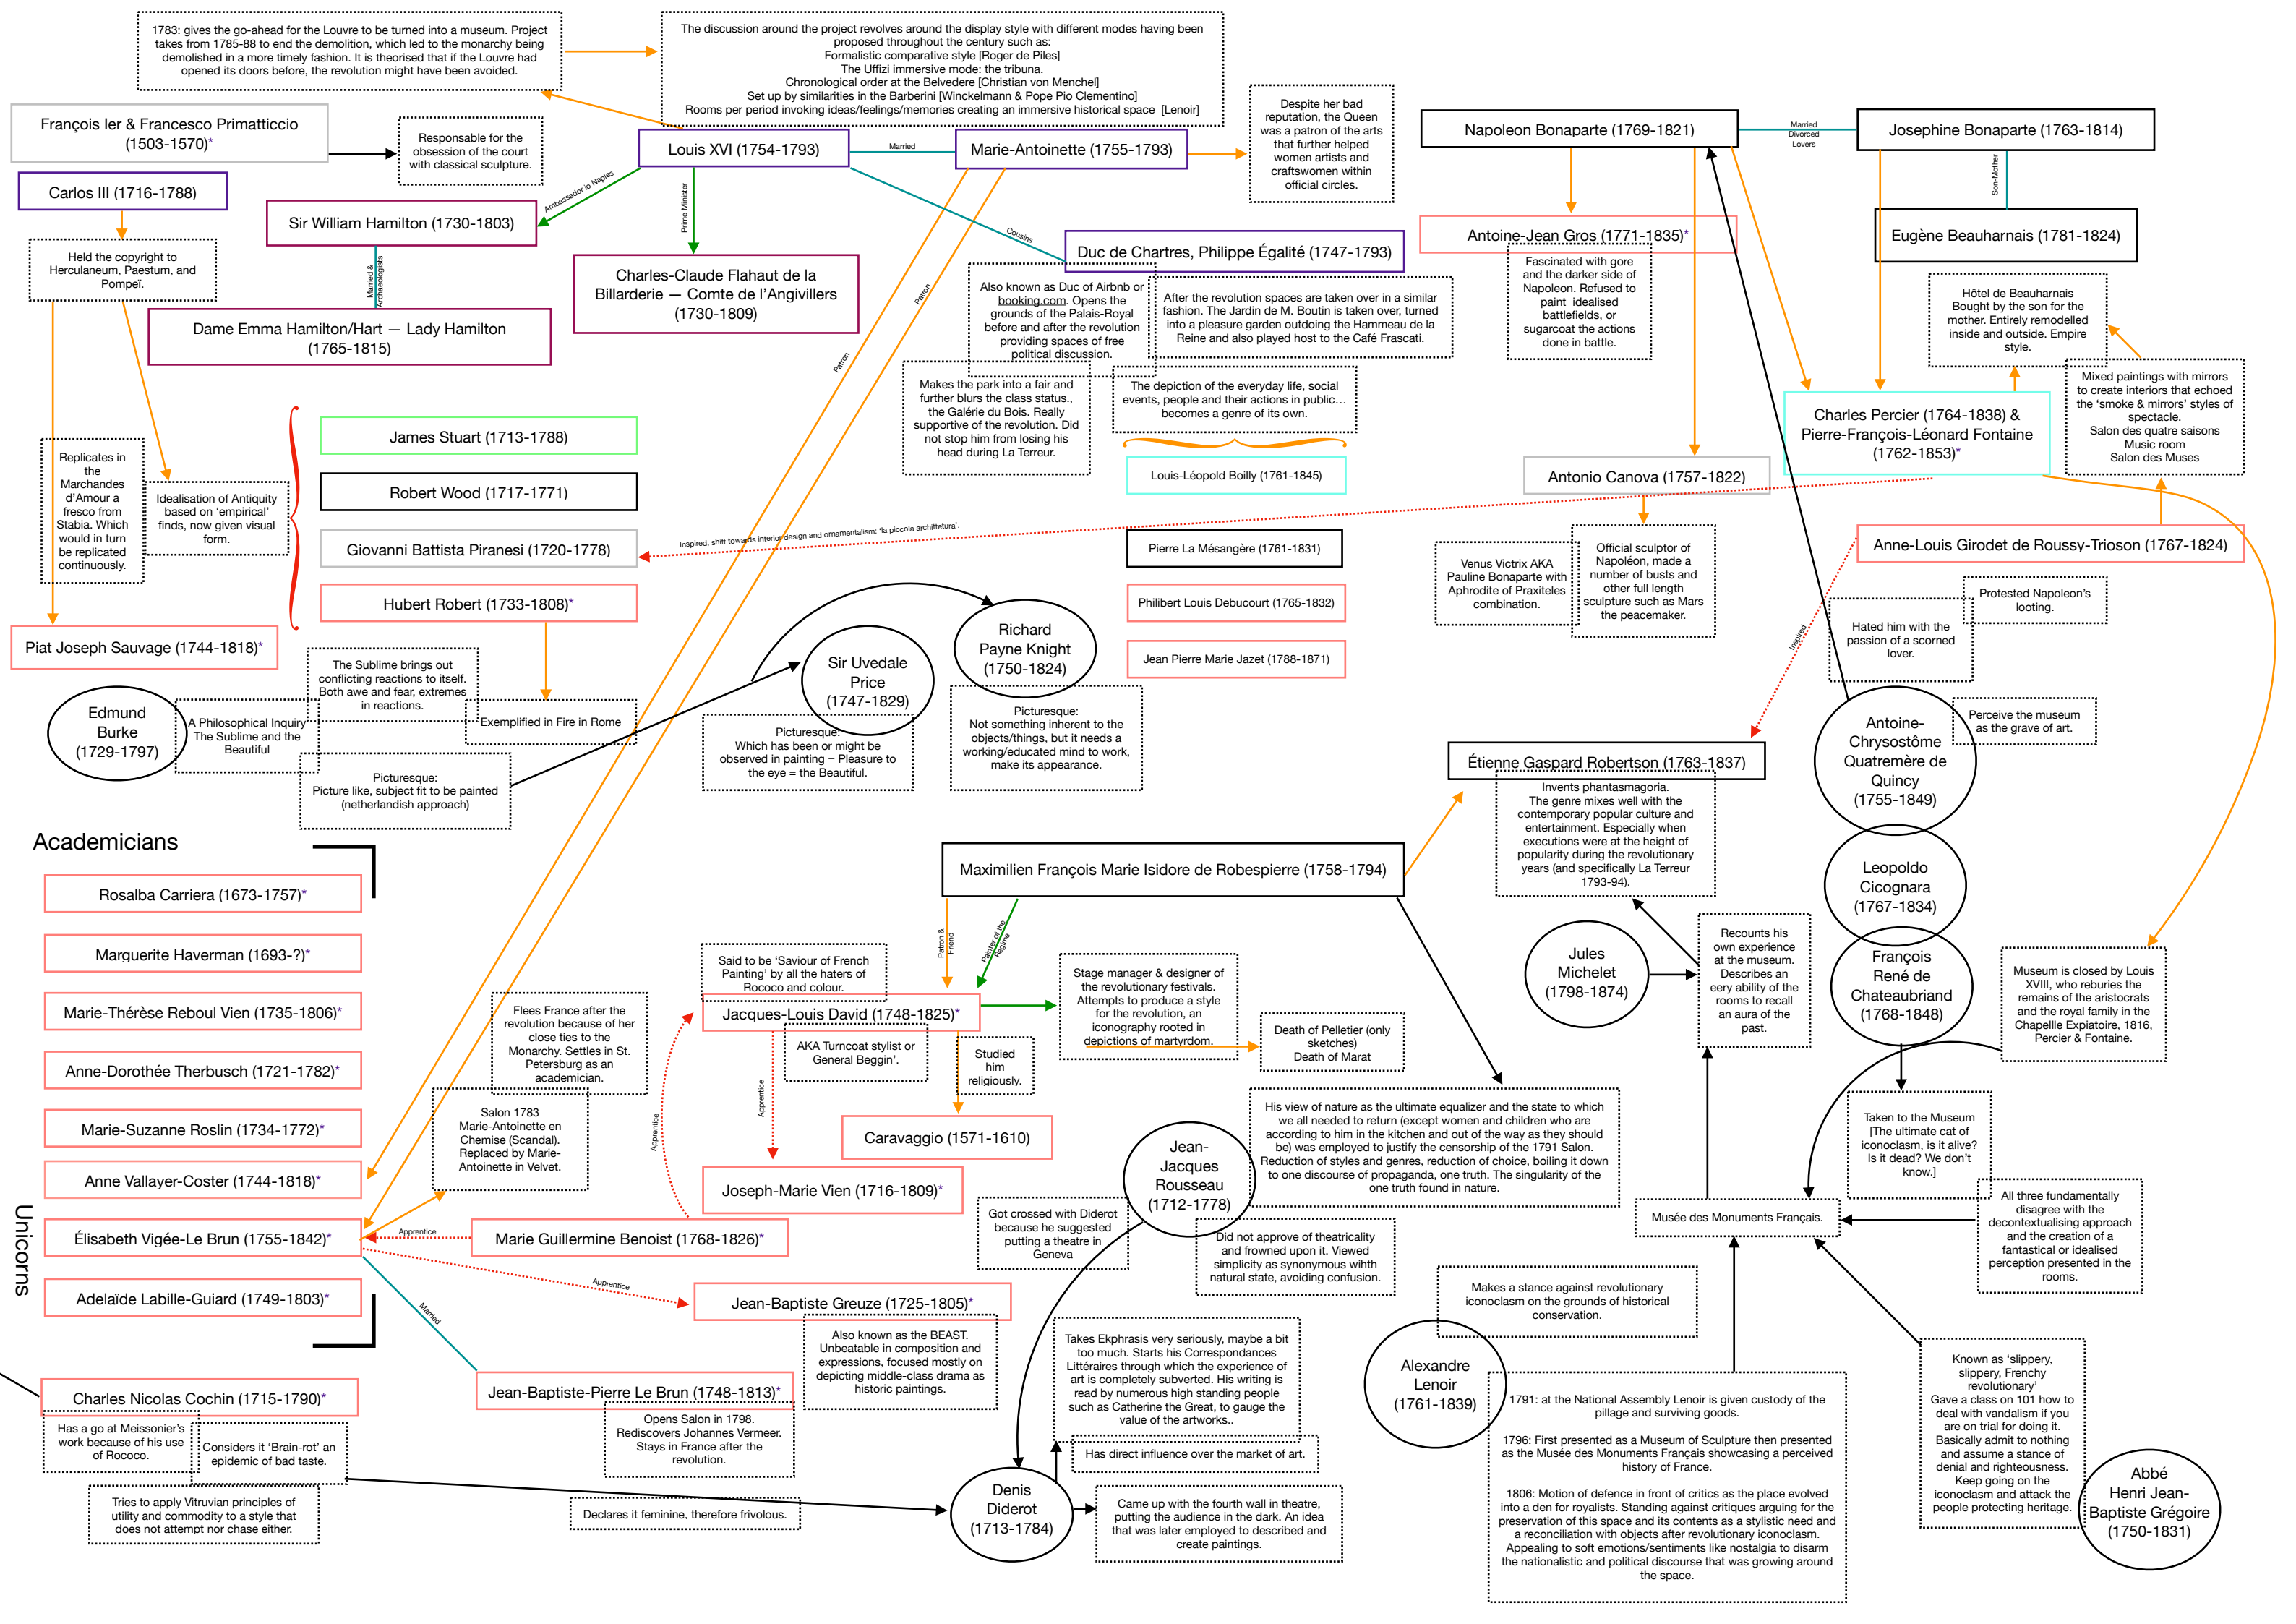 1783: gives the go-ahead for the Louvre to be turned into a museum. Project
takes from 1785-88 to end the demolition, which led to the monarchy being
demolished in a more timely fashion. It is theorised that if the Louvre had
opened its doors before, the revolution might have been avoided.
The discussion around the project revolves around the display style with different modes having been
proposed throughout the century such as:
Formalistic comparative style [Roger de Piles]
The Uffizi immersive mode: the tribuna.
Chronological order at the Belvedere [Christian von Menchel]
Set up by similarities in the Barberini [Winckelmann & Pope Pio Clementino]
Rooms per period invoking ideas/feelings/memories creating an immersive historical space [Lenoir]
François Ier & Francesco Primatticcio
(1503-1570)*
Responsable for the
obsession of the court
with classical sculpture.
Louis XVI (1754-1793)
Married
Marie-Antoinette (1755-1793)
Despite her bad
reputation, the Queen
was a patron of the arts
that further helped
women artists and
craftswomen within
official circles.
Napoleon Bonaparte (1769-1821)
Married
Divorced
Lovers
Josephine Bonaparte (1763-1814)
Son-Mother
Carlos III (1716-1788)
Ambassador io Naples
Prime Minister
Cousins
Sir William Hamilton (1730-1803)
Married &
Archaeologists
Duc de Chartres, Philippe Égalité (1747-1793)
Antoine-Jean Gros (1771-1835)*
Eugène Beauharnais (1781-1824)
Held the copyright to
Herculaneum, Paestum, and
Pompeï.
Charles-Claude Flahaut de la
Billarderie — Comte de l'Angivillers
(1730-1809)
Dame Emma Hamilton/Hart — Lady Hamilton
(1765-1815)
Patron
Patron
Also known as Duc of Airbnb or
booking.com. Opens the
grounds of the Palais-Royal
before and after the revolution
providing spaces of free
political discussion.
After the revolution spaces are taken over in a similar
fashion. The Jardin de M. Boutin is taken over, turned
into a pleasure garden outdoing the Hammeau de la
Reine and also played host to the Café Frascati.
Fascinated with gore
and the darker side of
Napoleon. Refused to
paint idealised
battlefields, or
sugarcoat the actions
done in battle.
Hôtel de Beauharnais
Bought by the son for the
mother. Entirely remodelled
inside and outside. Empire
style.
Makes the park into a fair and
further blurs the class status.,
the Galérie du Bois. Really
supportive of the revolution. Did
not stop him from losing his
head during La Terreur.
The depiction of the everyday life, social
events, people and their actions in public…
becomes a genre of its own.
Mixed paintings with mirrors
to create interiors that echoed
the 'smoke & mirrors' styles of
spectacle.
Salon des quatre saisons
Music room
Salon des Muses
Charles Percier (1764-1838) &
Pierre-François-Léonard Fontaine
(1762-1853)*
James Stuart (1713-1788)
Robert Wood (1717-1771)
Giovanni Battista Piranesi (1720-1778)
Hubert Robert (1733-1808)*
Replicates in
the
Marchandes
d'Amour a
fresco from
Stabia. Which
would in turn
be replicated
continuously.
Idealisation of Antiquity
based on 'empirical'
finds, now given visual
form.
Louis-Léopold Boilly (1761-1845)
Pierre La Mésangère (1761-1831)
Philibert Louis Debucourt (1765-1832)
Jean Pierre Marie Jazet (1788-1871)
Antonio Canova (1757-1822)
Inspired, shift towards interior design and ornamentalism: 'la piccola archittetura'.
Venus Victrix AKA
Pauline Bonaparte with
Aphrodite of Praxiteles
combination.
Official sculptor of
Napoléon, made a
number of busts and
other full length
sculpture such as Mars
the peacemaker.
Anne-Louis Girodet de Roussy-Trioson (1767-1824)
Inspired
Protested Napoleon's
looting.
Hated him with the
passion of a scorned
lover.
Piat Joseph Sauvage (1744-1818)*
The Sublime brings out
conflicting reactions to itself.
Both awe and fear, extremes
in reactions.
Edmund
Burke
(1729-1797)
A Philosophical Inquiry
The Sublime and the
Beautiful
Exemplified in Fire in Rome
Picturesque:
Picture like, subject fit to be painted
(netherlandish approach)
Sir Uvedale
Price
(1747-1829)
Picturesque:
Which has been or might be
observed in painting = Pleasure to
the eye = the Beautiful.
Richard
Payne Knight
(1750-1824)
Picturesque:
Not something inherent to the
objects/things, but it needs a
working/educated mind to work,
make its appearance.
Antoine-
Chrysostôme
Quatremère de
Quincy
(1755-1849)
Perceive the museum
as the grave of art.
Étienne Gaspard Robertson (1763-1837)
Invents phantasmagoria.
The genre mixes well with the
contemporary popular culture and
entertainment. Especially when
executions were at the height of
popularity during the revolutionary
years (and specifically La Terreur
1793-94).
Leopoldo
Cicognara
(1767-1834)
François
René de
Chateaubriand
(1768-1848)
Academicians
Unicorns
Rosalba Carriera (1673-1757)*
Marguerite Haverman (1693-?)*
Marie-Thérèse Reboul Vien (1735-1806)*
Anne-Dorothée Therbusch (1721-1782)*
Marie-Suzanne Roslin (1734-1772)*
Anne Vallayer-Coster (1744-1818)*
Élisabeth Vigée-Le Brun (1755-1842)*
Adelaïde Labille-Guiard (1749-1803)*
Maximilien François Marie Isidore de Robespierre (1758-1794)
Patron &
Friend
Painter of the
Regime
Said to be 'Saviour of French
Painting' by all the haters of
Rococo and colour.
Jacques-Louis David (1748-1825)*
AKA Turncoat stylist or
General Beggin'.
Studied
him
religiously.
Stage manager & designer of
the revolutionary festivals.
Attempts to produce a style
for the revolution, an
iconography rooted in
depictions of martyrdom.
Death of Pelletier (only
sketches)
Death of Marat
Jules
Michelet
(1798-1874)
Recounts his
own experience
at the museum.
Describes an
eery ability of the
rooms to recall
an aura of the
past.
Museum is closed by Louis
XVIII, who reburies the
remains of the aristocrats
and the royal family in the
Chapellle Expiatoire, 1816,
Percier & Fontaine.
Flees France after the
revolution because of her
close ties to the
Monarchy. Settles in St.
Petersburg as an
academician.
Salon 1783
Marie-Antoinette en
Chemise (Scandal).
Replaced by Marie-
Antoinette in Velvet.
Apprentice
Apprentice
Caravaggio (1571-1610)
Joseph-Marie Vien (1716-1809)*
Jean-
Jacques
Rousseau
(1712-1778)
His view of nature as the ultimate equalizer and the state to which
we all needed to return (except women and children who are
according to him in the kitchen and out of the way as they should
be) was employed to justify the censorship of the 1791 Salon.
Reduction of styles and genres, reduction of choice, boiling it down
to one discourse of propaganda, one truth. The singularity of the
one truth found in nature.
Taken to the Museum
[The ultimate cat of
iconoclasm, is it alive?
Is it dead? We don't
know.]
Apprentice
Marie Guillermine Benoist (1768-1826)*
Got crossed with Diderot
because he suggested
putting a theatre in
Geneva
Did not approve of theatricality
and frowned upon it. Viewed
simplicity as synonymous wihth
natural state, avoiding confusion.
Musée des Monuments Français.
All three fundamentally
disagree with the
decontextualising approach
and the creation of a
fantastical or idealised
perception presented in the
rooms.
Apprentice
Married
Jean-Baptiste Greuze (1725-1805)*
Also known as the BEAST.
Unbeatable in composition and
expressions, focused mostly on
depicting middle-class drama as
historic paintings.
Makes a stance against revolutionary
iconoclasm on the grounds of historical
conservation.
Takes Ekphrasis very seriously, maybe a bit
too much. Starts his Correspondances
Littéraires through which the experience of
art is completely subverted. His writing is
read by numerous high standing people
such as Catherine the Great, to gauge the
value of the artworks..
Has direct influence over the market of art.
Alexandre
Lenoir
(1761-1839)
Charles Nicolas Cochin (1715-1790)*
Has a go at Meissonier's
work because of his use
of Rococo.
Considers it 'Brain-rot' an
epidemic of bad taste.
Tries to apply Vitruvian principles of
utility and commodity to a style that
does not attempt nor chase either.
Jean-Baptiste-Pierre Le Brun (1748-1813)*
Opens Salon in 1798.
Rediscovers Johannes Vermeer.
Stays in France after the
revolution.
Declares it feminine, therefore frivolous.
Denis
Diderot
(1713-1784)
Came up with the fourth wall in theatre,
putting the audience in the dark. An idea
that was later employed to described and
create paintings.
1791: at the National Assembly Lenoir is given custody of the
pillage and surviving goods.
1796: First presented as a Museum of Sculpture then presented
as the Musée des Monuments Français showcasing a perceived
history of France.
1806: Motion of defence in front of critics as the place evolved
into a den for royalists. Standing against critiques arguing for the
preservation of this space and its contents as a stylistic need and
a reconciliation with objects after revolutionary iconoclasm.
Appealing to soft emotions/sentiments like nostalgia to disarm
the nationalistic and political discourse that was growing around
the space.
Known as 'slippery,
slippery, Frenchy
revolutionary'
Gave a class on 101 how to
deal with vandalism if you
are on trial for doing it.
Basically admit to nothing
and assume a stance of
denial and righteousness.
Keep going on the
iconoclasm and attack the
people protecting heritage.
Abbé
Henri Jean-
Baptiste Grégoire
(1750-1831)